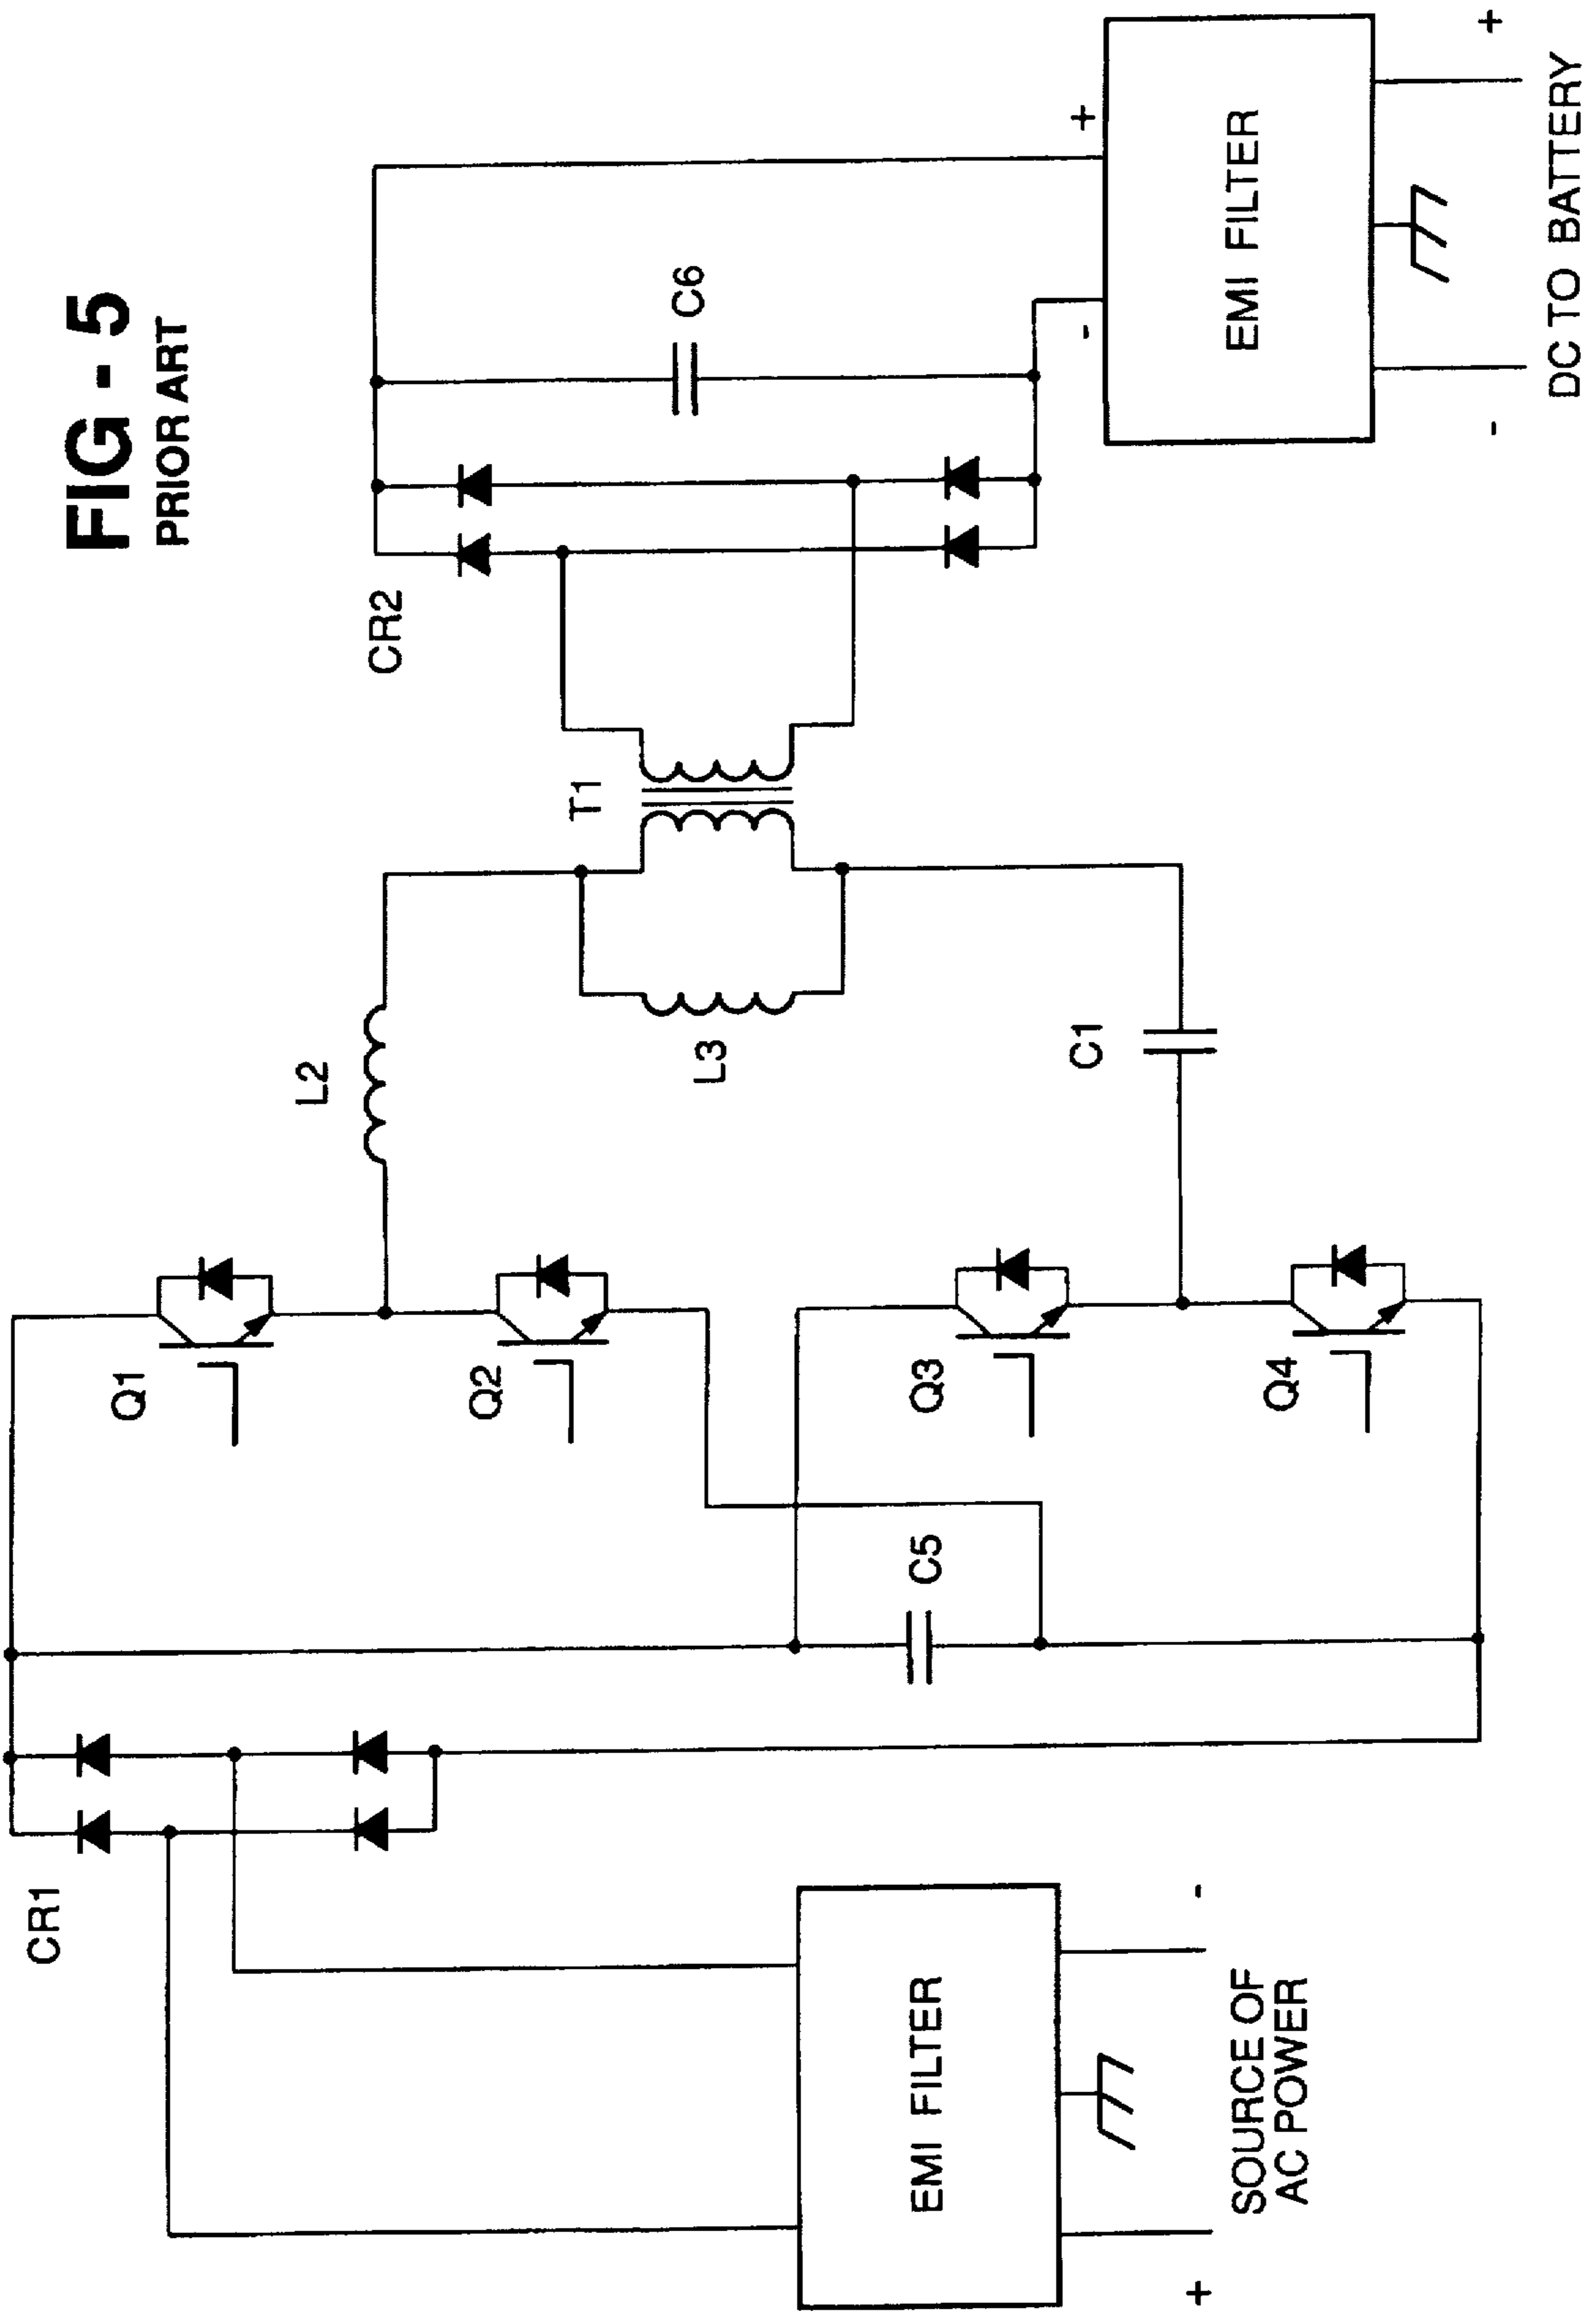 FIG - 5
PRIOR ART
CR1
Q1
Q2
L2
C5
Q3
Q4
L3
C1
T1
CR2
C6
EMI FILTER
+
-
SOURCE OF
AC POWER
-
+
EMI FILTER
-
+
DC TO BATTERY